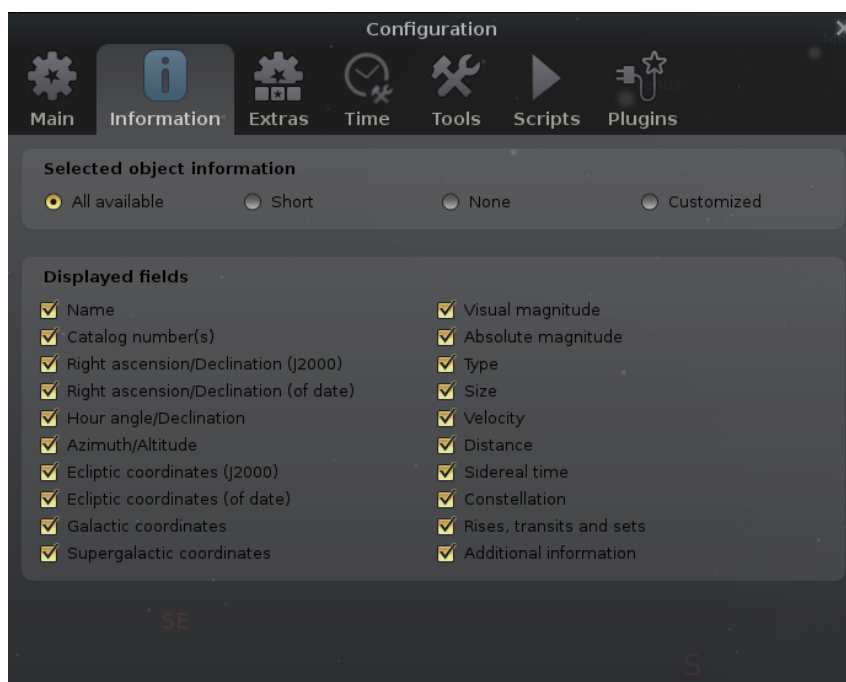 Configuration
Main Information Extras Time Tools Scripts Plugins
Selected object information
All available Short None Customized
Displayed fields
Name Visual magnitude
Catalog number(s) Absolute magnitude
Right ascension/Declination (J2000) Type
Right ascension/Declination (of date) Size
Hour angle/Declination Velocity
Azimuth/Altitude Distance
Ecliptic coordinates (J2000) Sidereal time
Ecliptic coordinates (of date) Constellation
Galactic coordinates Rises, transits and sets
Supergalactic coordinates Additional information
SE
S